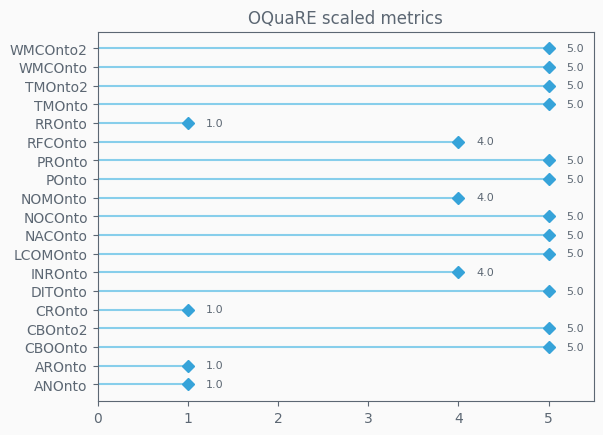 OQuaRE scaled metrics
WMCOnto2 5.0
WMCOnto 5.0
TMOnto2 5.0
TMOnto 5.0
RROnto 1.0
RFCOnto 4.0
PROnto 5.0
POnto 5.0
NOMOnto 4.0
NOCOnto 5.0
NACOnto 5.0
LCOMOnto 5.0
INROnto 4.0
DITOnto 5.0
CROnto 1.0
CBOnto2 5.0
CBOOnto 5.0
AROnto 1.0
ANOnto 1.0
0 1 2 3 4 5